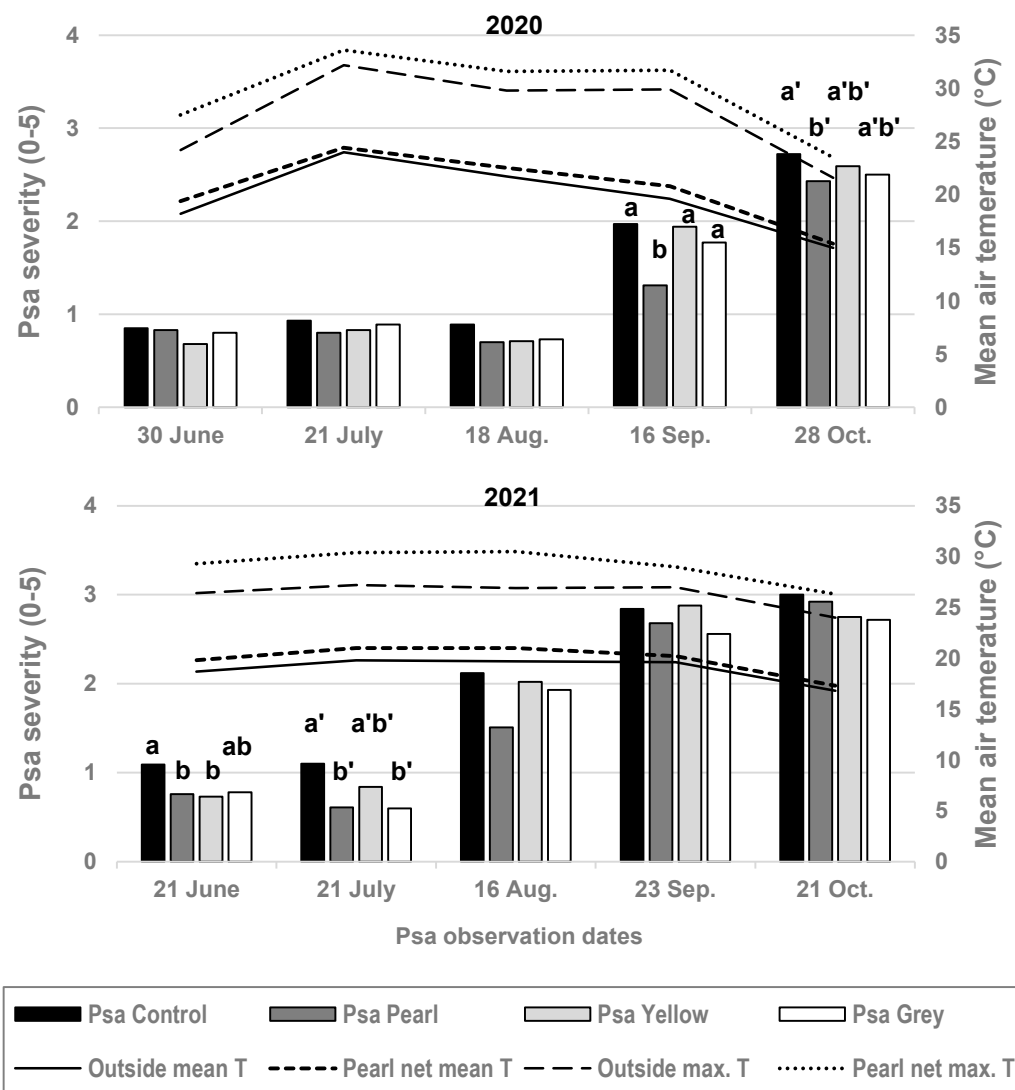 2020
Psa severity (0-5)
Mean air temerature (°C)
4
3
2
1
0
35
30
25
20
15
10
5
0
a' a'b'
b' a'b'
a a a
b
30 June 21 July 18 Aug. 16 Sep. 28 Oct.
2021
Psa severity (0-5)
Mean air temerature (°C)
4
3
2
1
0
35
30
25
20
15
10
5
0
a b b ab
a' b' a'b' b'
21 June 21 July 16 Aug. 23 Sep. 21 Oct.
Psa observation dates
Psa Control Psa Pearl Psa Yellow Psa Grey
Outside mean T Pearl net mean T Outside max. T Pearl net max. T